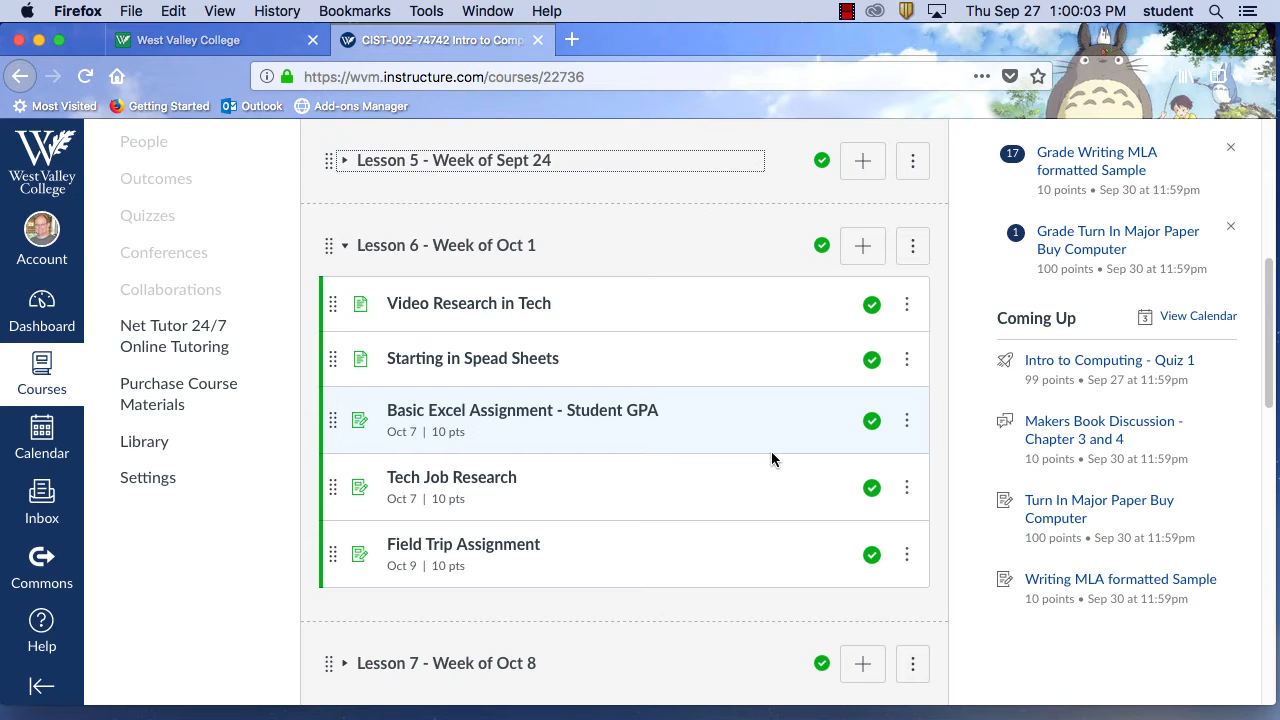 Firefox File Edit View History Bookmarks Tools Window Help Thu Sep 27 1:00:03 PM student
West Valley College
CIST-002-74742 Intro to Comp
https://wvm.instructure.com/courses/22736
Most Visited Getting Started Outlook Add-ons Manager
West Valley
College
Account
Dashboard
Courses
Calendar
Inbox
Commons
Help
People
Outcomes
Quizzes
Conferences
Collaborations
Net Tutor 24/7
Online Tutoring
Purchase Course
Materials
Library
Settings
Lesson 5 - Week of Sept 24
Lesson 6 - Week of Oct 1
Video Research in Tech
Starting in Spead Sheets
Basic Excel Assignment - Student GPA
Oct 7 | 10 pts
Tech Job Research
Oct 7 | 10 pts
Field Trip Assignment
Oct 9 | 10 pts
Lesson 7 - Week of Oct 8
17
Grade Writing MLA
formatted Sample
10 points • Sep 30 at 11:59pm
1
Grade Turn In Major Paper
Buy Computer
100 points • Sep 30 at 11:59pm
Coming Up
3
View Calendar
Intro to Computing - Quiz 1
99 points • Sep 27 at 11:59pm
Makers Book Discussion -
Chapter 3 and 4
10 points • Sep 30 at 11:59pm
Turn In Major Paper Buy
Computer
100 points • Sep 30 at 11:59pm
Writing MLA formatted Sample
10 points • Sep 30 at 11:59pm